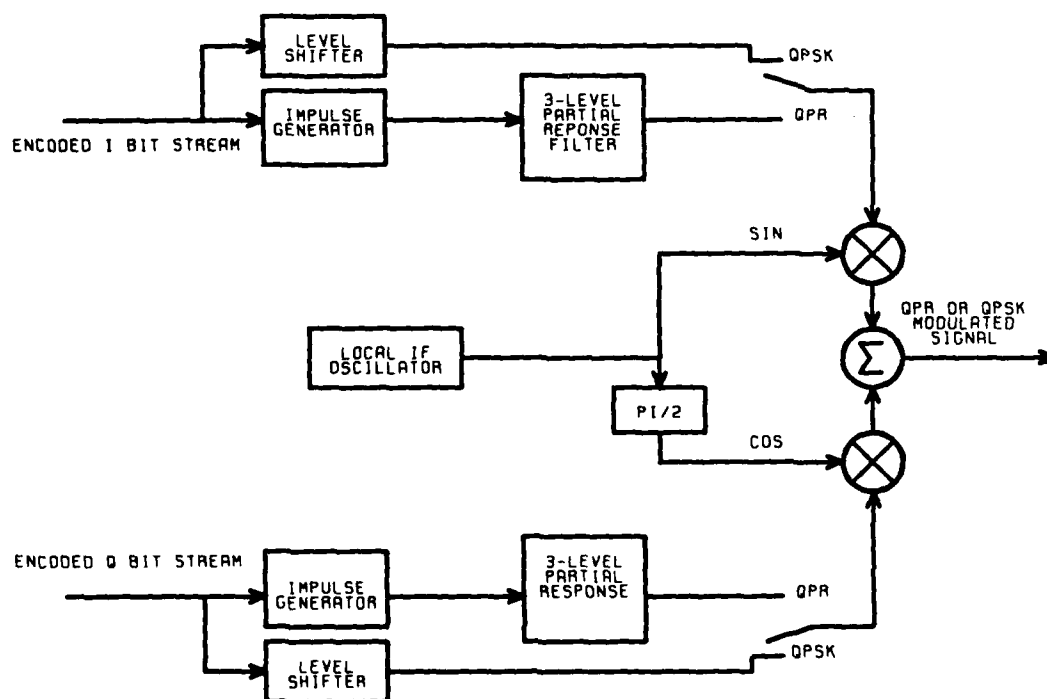 LEVEL
SHIFTER
QPSK
IMPULSE
GENERATOR
3-LEVEL
PARTIAL
REPONSE
FILTER
QPR
ENCODED I BIT STREAM
SIN
QPR OR QPSK
MODULATED
SIGNAL
LOCAL IF
OSCILLATOR
Σ
PI/2
COS
ENCODED Q BIT STREAM
IMPULSE
GENERATOR
3-LEVEL
PARTIAL
RESPONSE
QPR
LEVEL
SHIFTER
QPSK